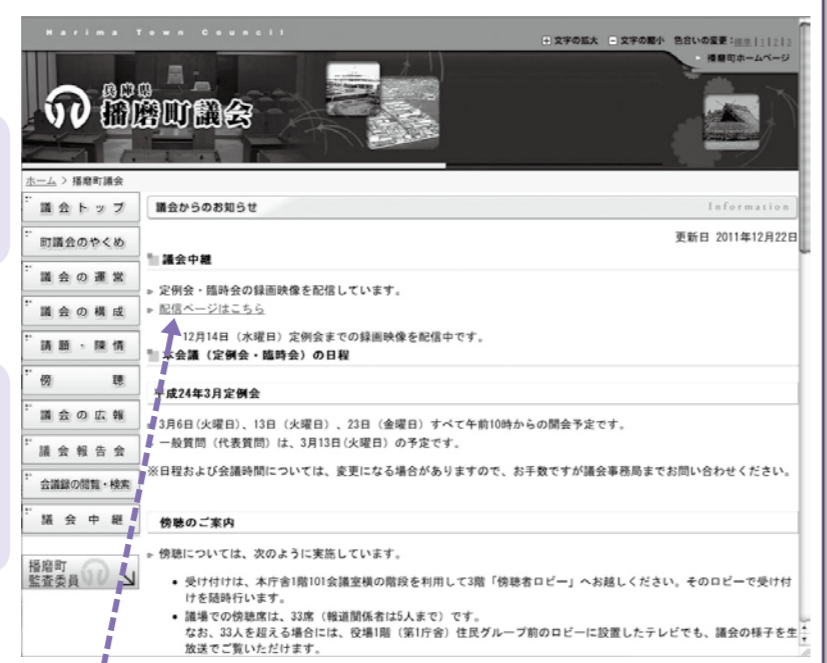 Harima Town Council
文字の拡大 文字の縮小 色合いの変更:標準|1|2|3
播磨町ホームページ
兵庫県
播磨町議会
ホーム > 播磨町議会
議会トップ
町議会のやくめ
議会の運営
議会の構成
請願・陳情
傍聴
議会の広報
議会報告会
会議録の閲覧・検索
議会中継
播磨町
監査委員
議会からのお知らせ Information
更新日 2011年12月22日
議会中継
定例会・臨時会の録画映像を配信しています。
配信ページはこちら
12月14日(水曜日)定例会までの録画映像を配信中です。
本会議(定例会・臨時会)の日程
平成24年3月定例会
3月6日(火曜日)、13日(火曜日)、23日(金曜日)すべて午前10時からの開会予定です。
一般質問(代表質問)は、3月13日(火曜日)の予定です。
※日程および会議時間については、変更になる場合がありますので、お手数ですが議会事務局までお問い合わせください。
傍聴のご案内
傍聴については、次のように実施しています。
• 受け付けは、本庁舎1階101会議室横の階段を利用して3階「傍聴者ロビー」へお越しください。そのロビーで受け付
けを随時行います。
• 議場での傍聴席は、33席(報道関係者は5人まで)です。
なお、33人を超える場合には、役場1階(第1庁舎)住民グループ前のロビーに設置したテレビでも、議会の様子を生
放送でご覧いただけます。